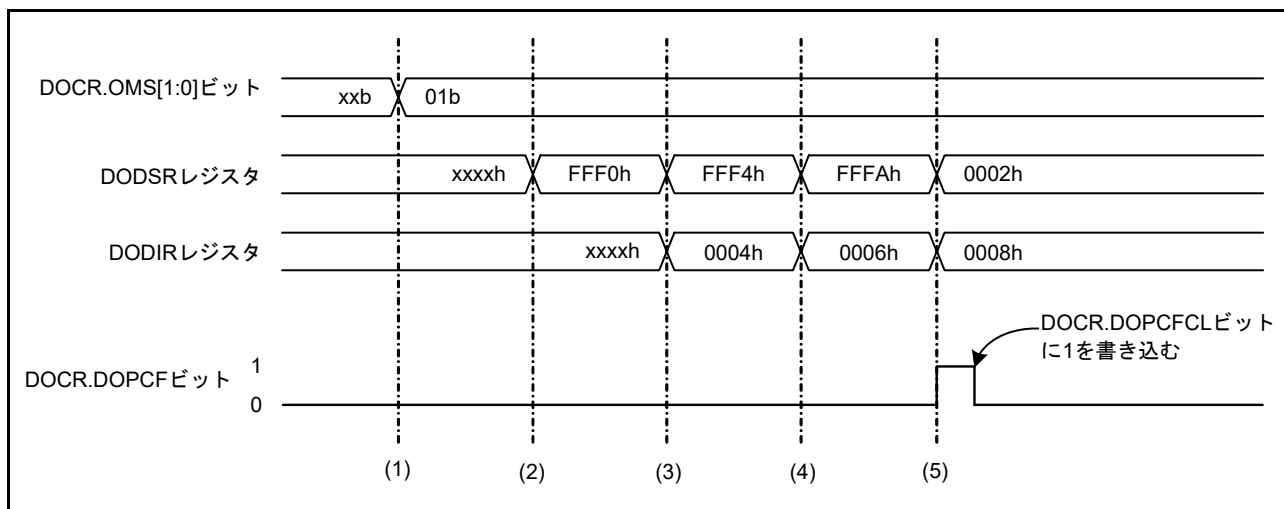 DOCR.OMS[1:0]ビット
xxb 01b
DODSRレジスタ
xxxxh FFF0h FFF4h FFFAh 0002h
DODIRレジスタ
xxxxh 0004h 0006h 0008h
DOCR.DOPCFCLビット
に1を書き込む
DOCR.DOPCFビット
1
0
(1) (2) (3) (4) (5)